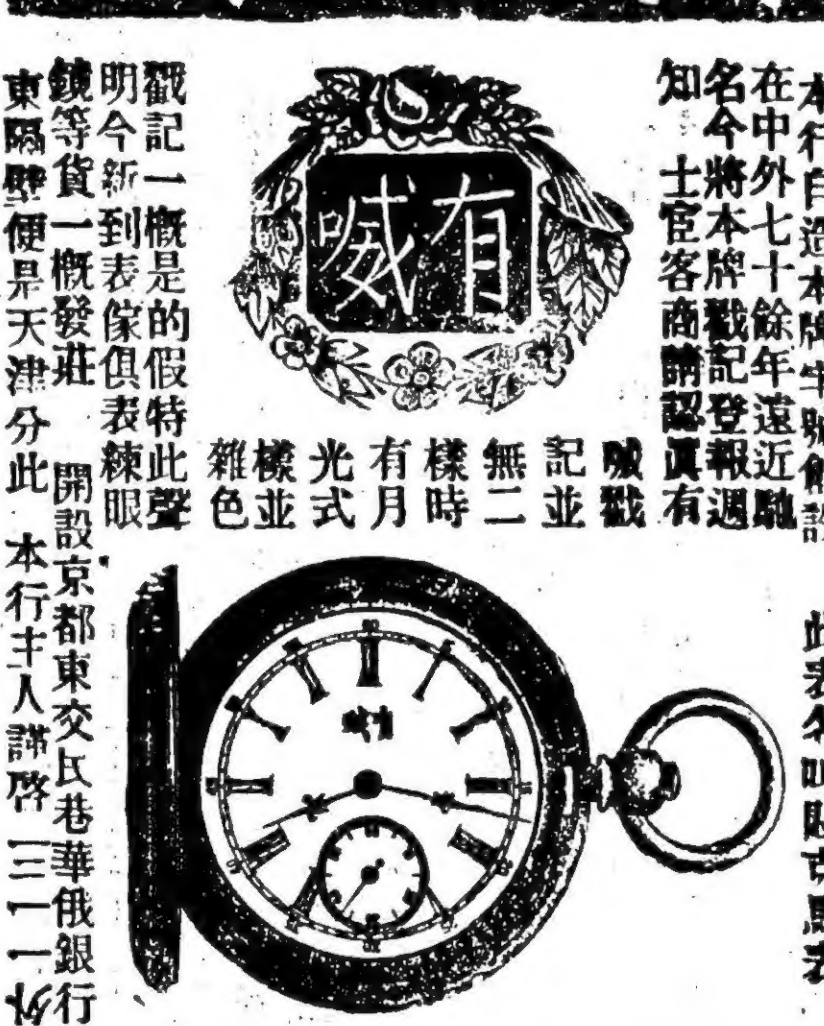 本行自造本牌字號
在中外七十餘年遠近馳
名今將本牌戳記登報週
知 士宦客商請認眞有
有喴
喴戳
記並
無二
樣時
有月
光式
樣並
雜色
戳記一概是的假特此聲
明今新到表傢俱表練眼
鏡等貨一概發莊 開設京都東交民巷華俄銀行
東隔壁便是天津分此 本行主人謹啓 三一一外